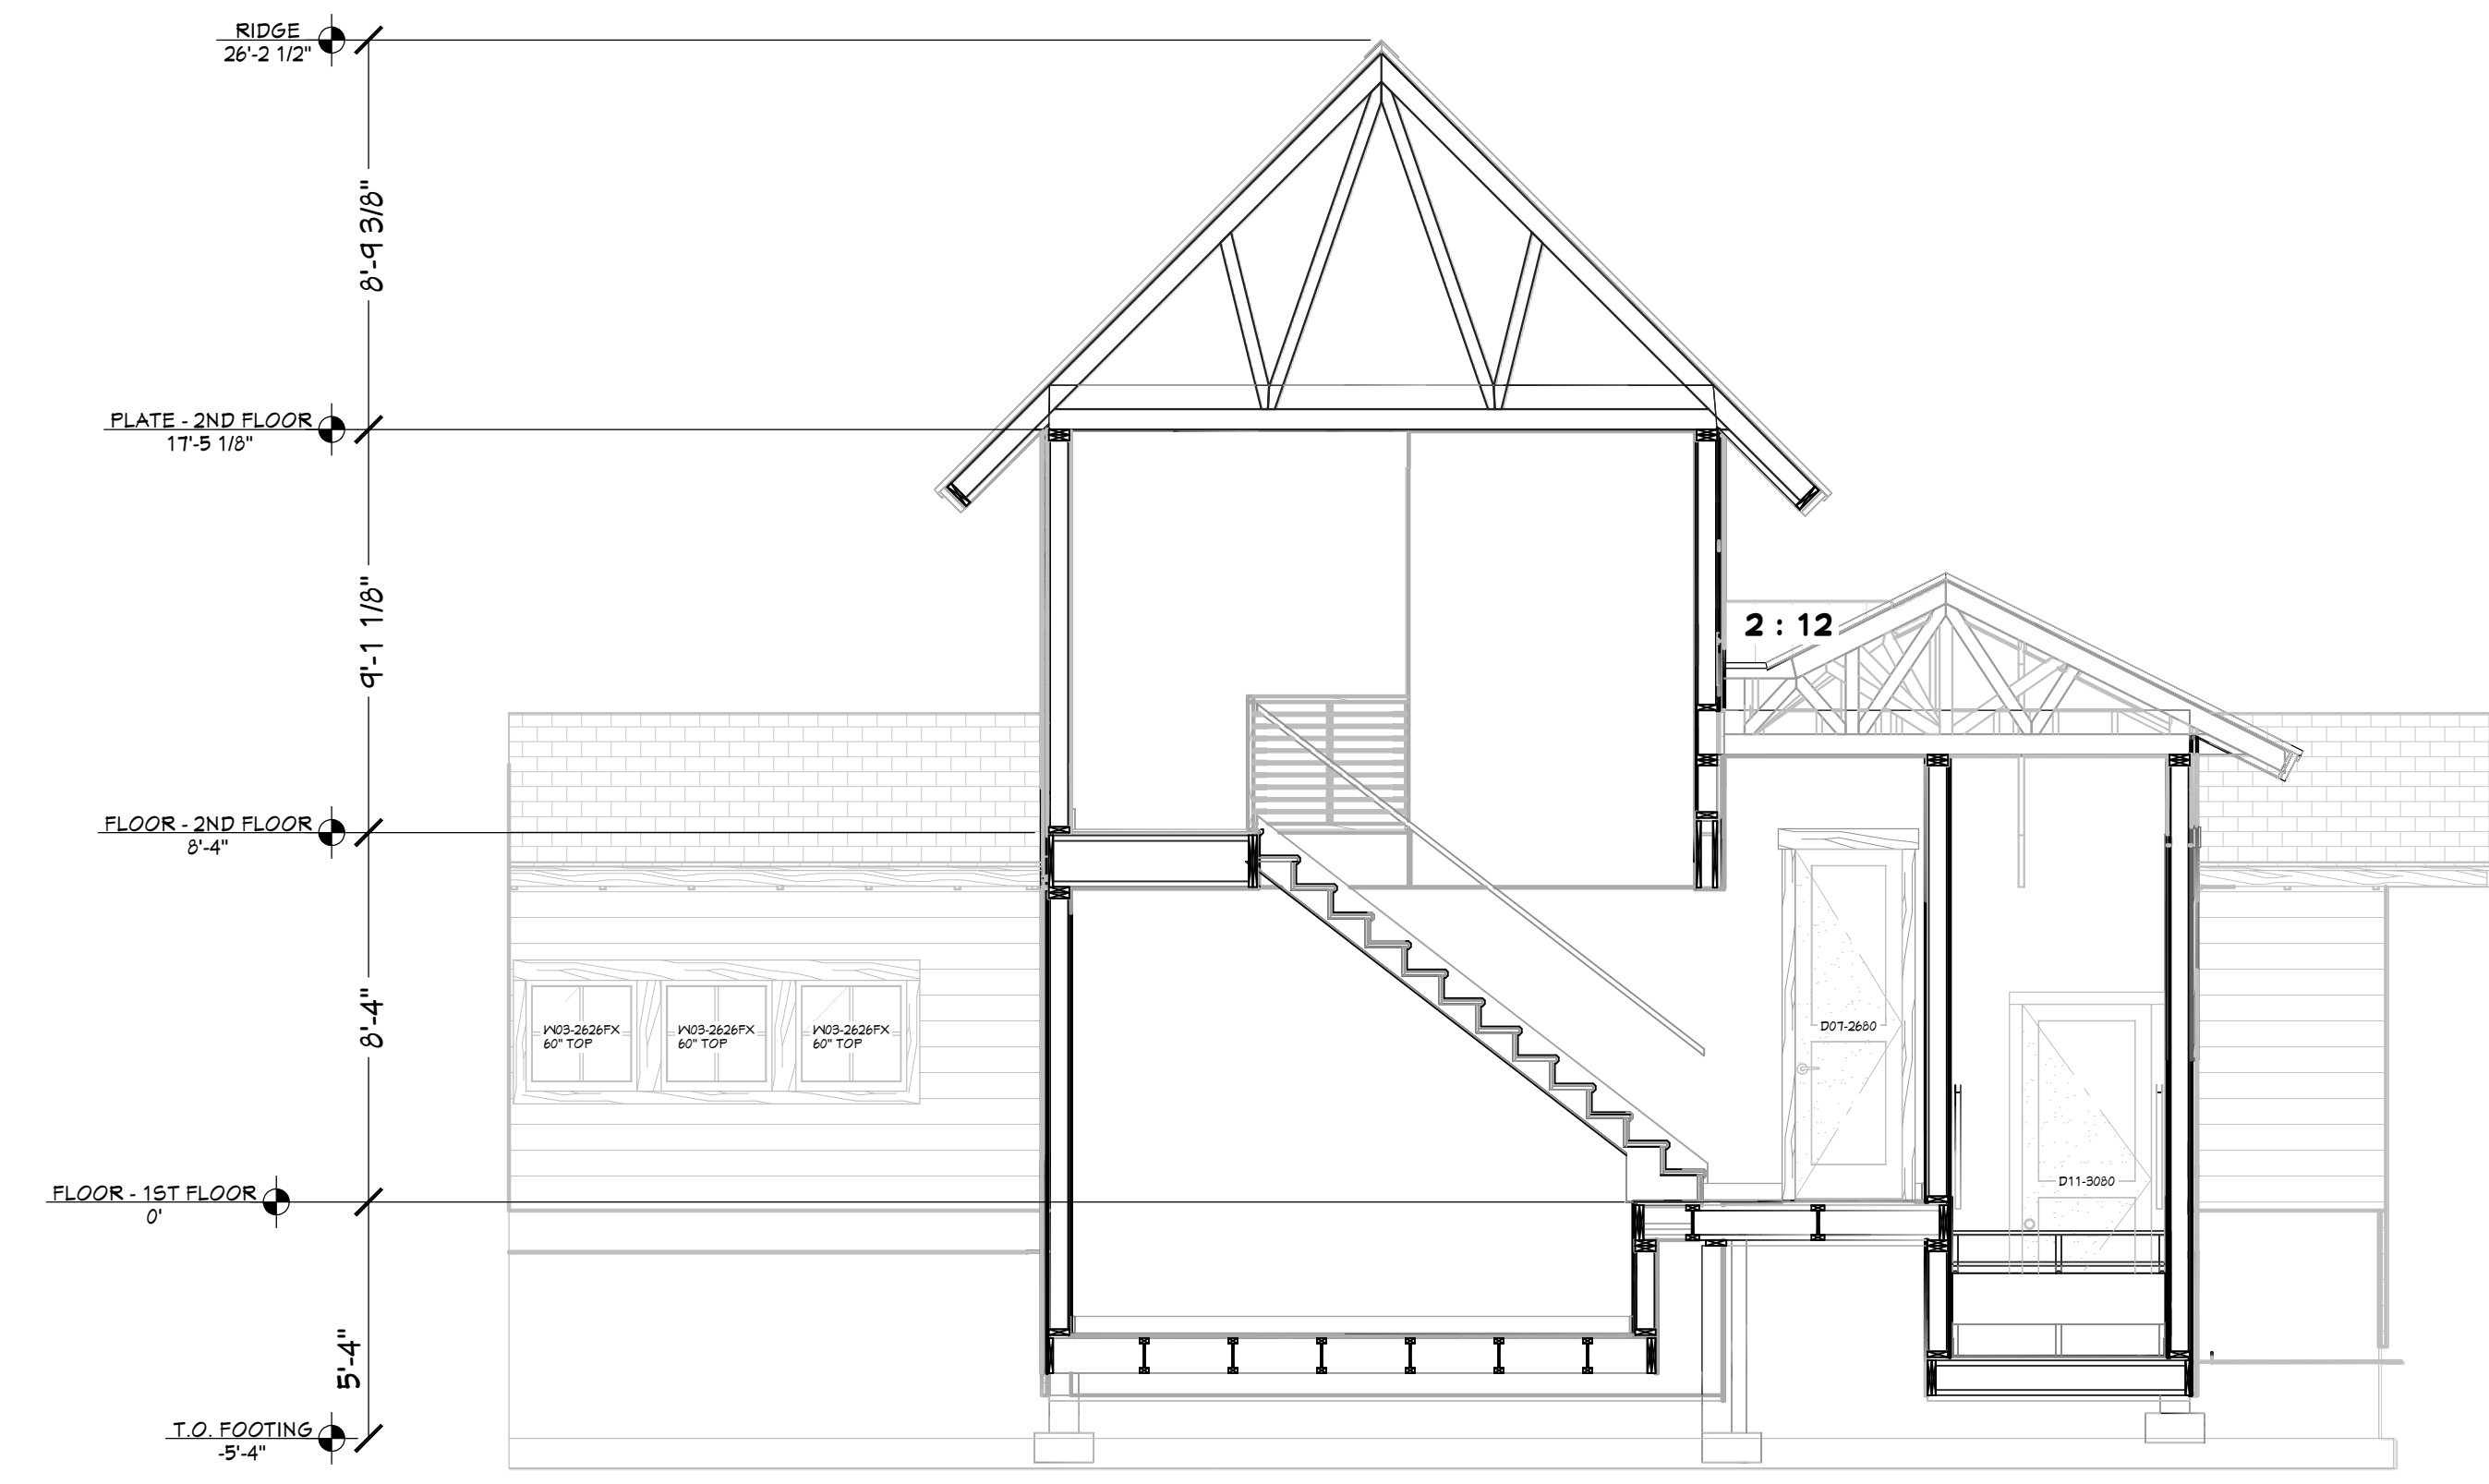 RIDGE
26'-2 1/2"
8'-9 3/8"
PLATE - 2ND FLOOR
17'-5 1/8"
9'-1 1/8"
2 : 12
FLOOR - 2ND FLOOR
8'-4"
8'-4"
W03-2626FX
60" TOP
W03-2626FX
60" TOP
W03-2626FX
60" TOP
D07-2680
D11-3080
FLOOR - 1ST FLOOR
0'
5'-4"
T.O. FOOTING
-5'-4"